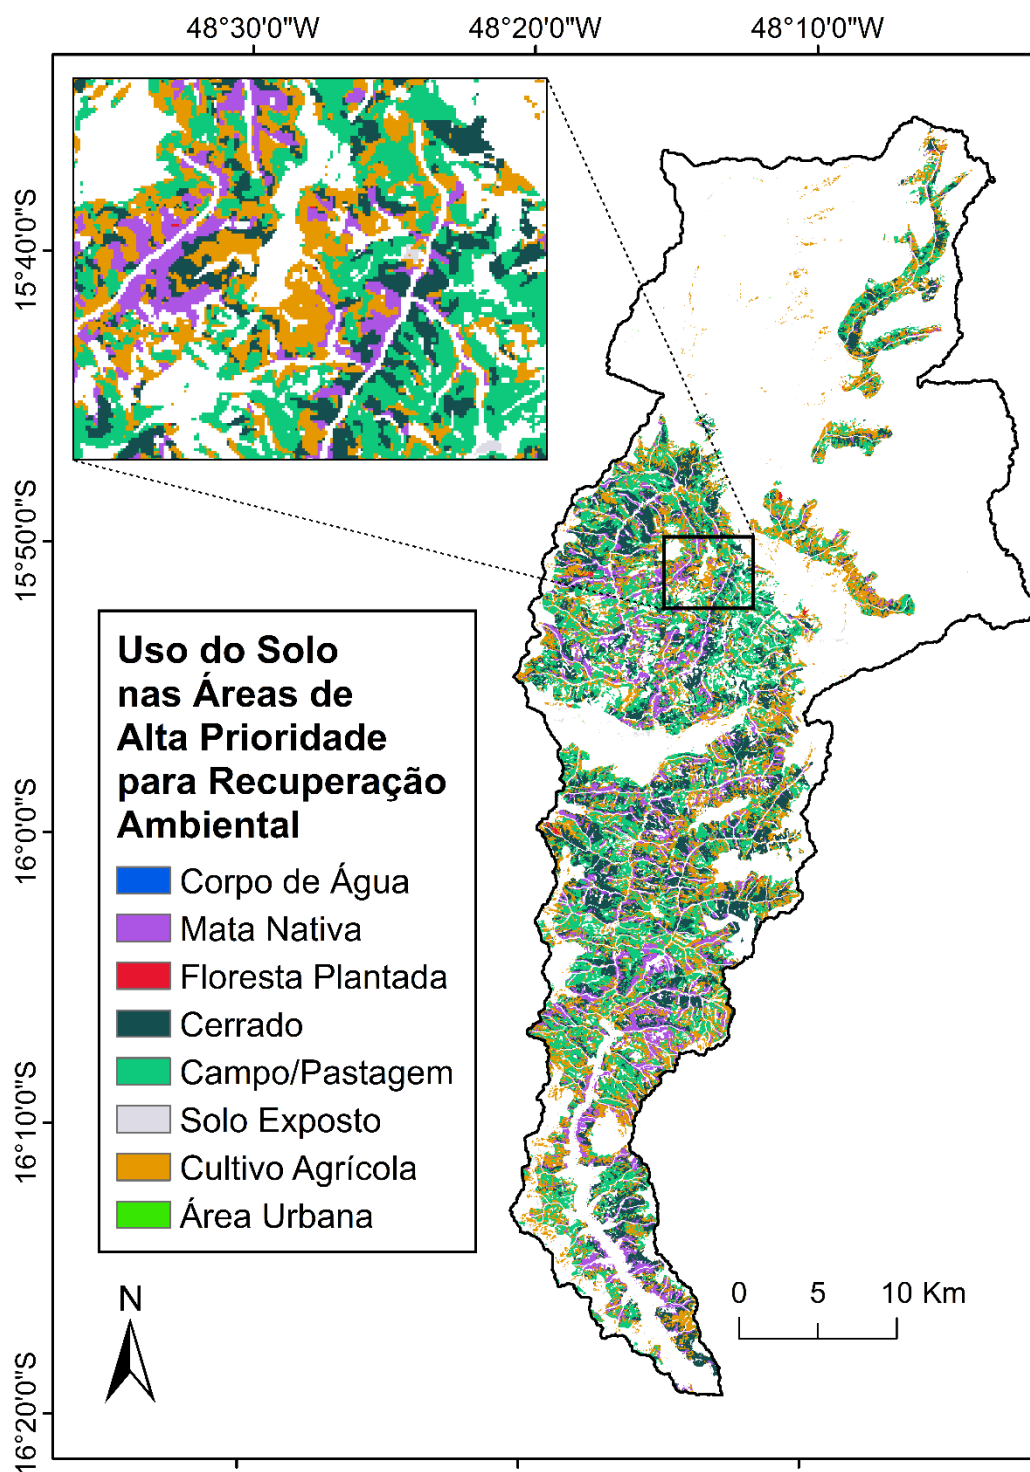 48°30'0"W
48°20'0"W
48°10'0"W
15°40'0"S
15°50'0"S
16°0'0"S
16°10'0"S
16°20'0"S
Uso do Solo
nas Áreas de
Alta Prioridade
para Recuperação
Ambiental
Corpo de Água
Mata Nativa
Floresta Plantada
Cerrado
Campo/Pastagem
Solo Exposto
Cultivo Agrícola
Área Urbana
N
0 5 10 Km